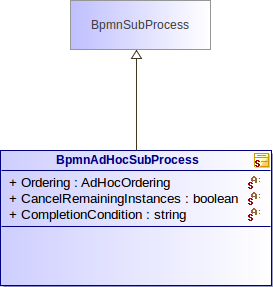 BpmnSubProcess
BpmnAdHocSubProcess
+ Ordering : AdHocOrdering
+ CancelRemainingInstances : boolean
+ CompletionCondition : string